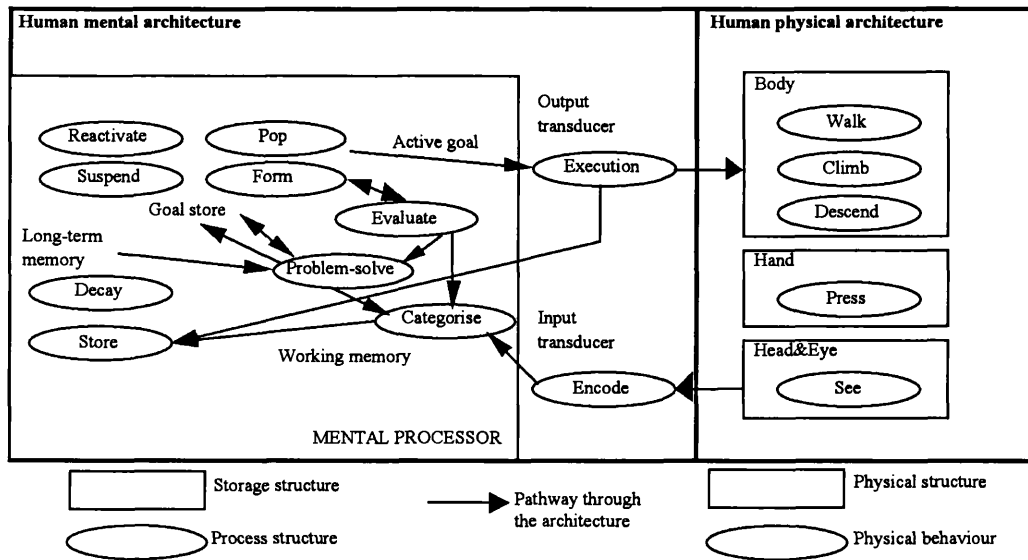 Human mental architecture
Human physical architecture
Reactivate
Pop
Suspend
Form
Active goal
Evaluate
Goal store
Long-term
memory
Problem-solve
Decay
Categorise
Store
Working memory
MENTAL PROCESSOR
Output
transducer
Execution
Input
transducer
Encode
Body
Walk
Climb
Descend
Hand
Press
Head&Eye
See
Storage structure
Process structure
Pathway through
the architecture
Physical structure
Physical behaviour